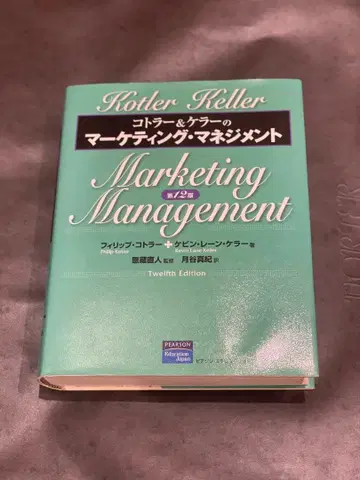 Kotler Keller
コトラー&ケラーの
マーケティング・マネジメント
Marketing
第12版
Management
フィリップ・コトラー+ケビン・レーン・ケラー 著
Philip Kotler Kevin Lane Keller
恩藏直人 監修 月谷真紀 訳
Twelfth Edition
PEARSON
Education
Japan